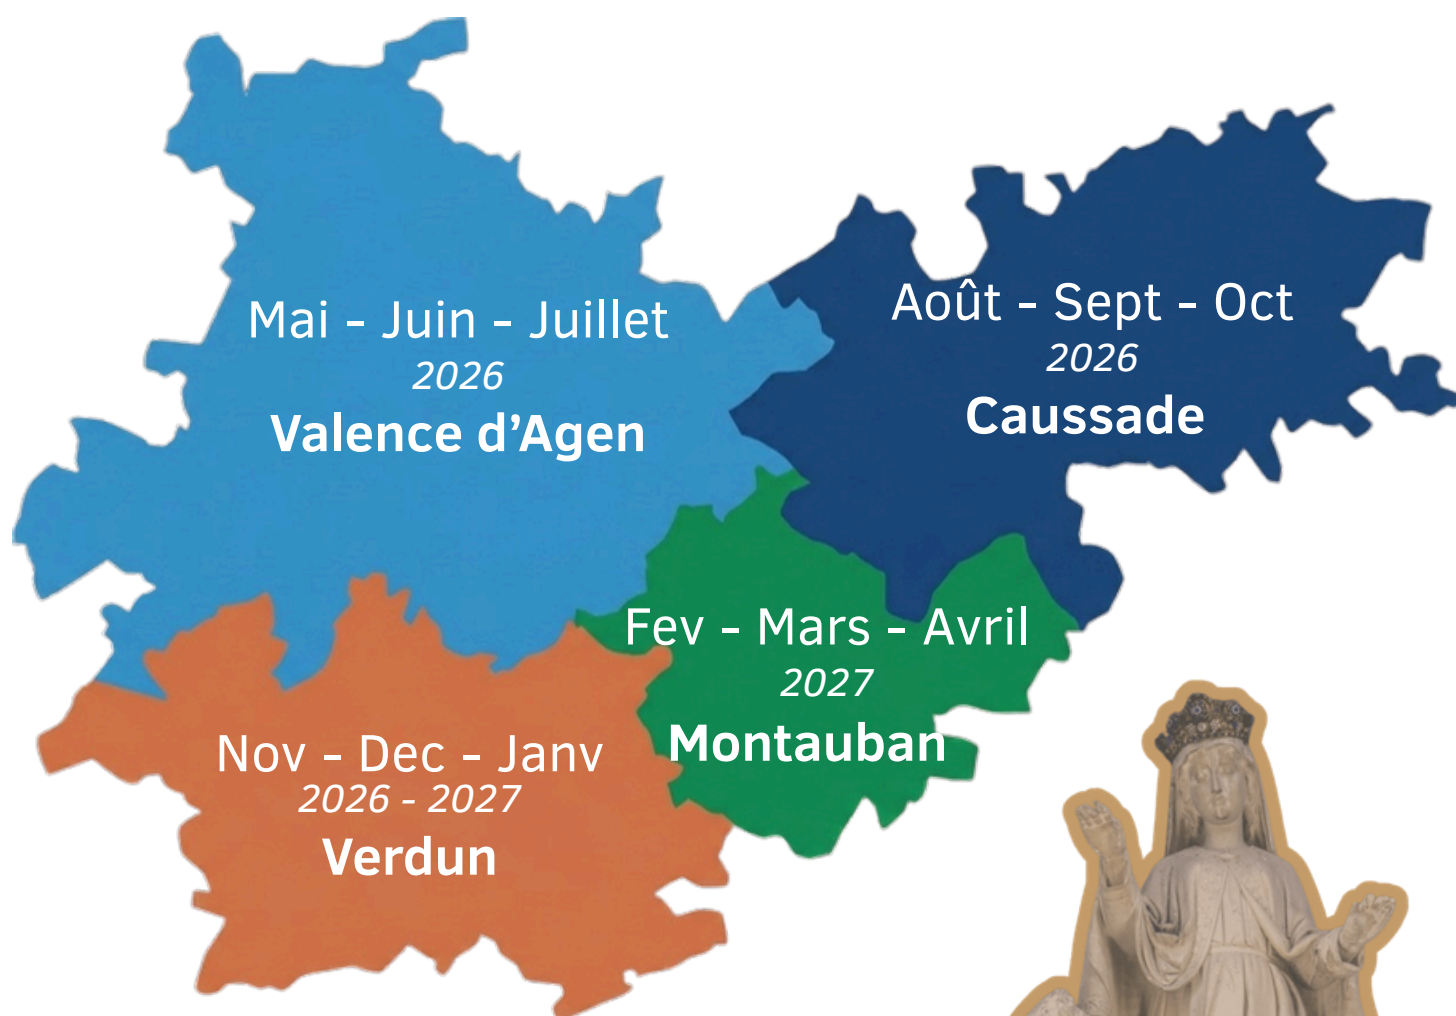 Mai - Juin - Juillet
2026
Valence d'Agen
Août - Sept - Oct
2026
Caussade
Fev - Mars - Avril
2027
Montauban
Nov - Dec - Janv
2026 - 2027
Verdun